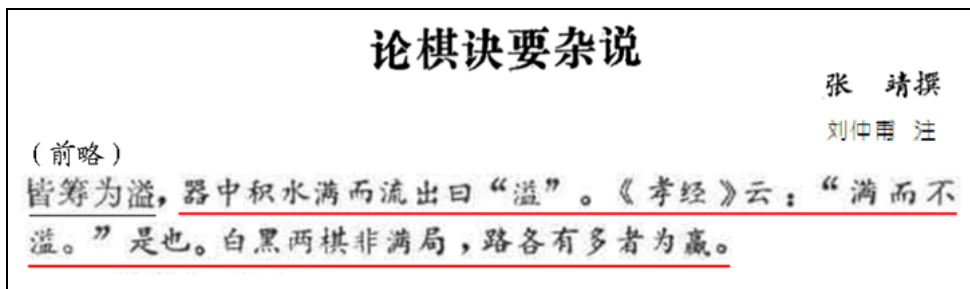 论棋诀要杂说
张 靖撰
刘仲甫 注
（前略）
皆筹为溢，器中积水满而流出曰“溢”。《孝经》云：“满而不
溢。”是也。白黑两棋非满局，路各有多者为赢。